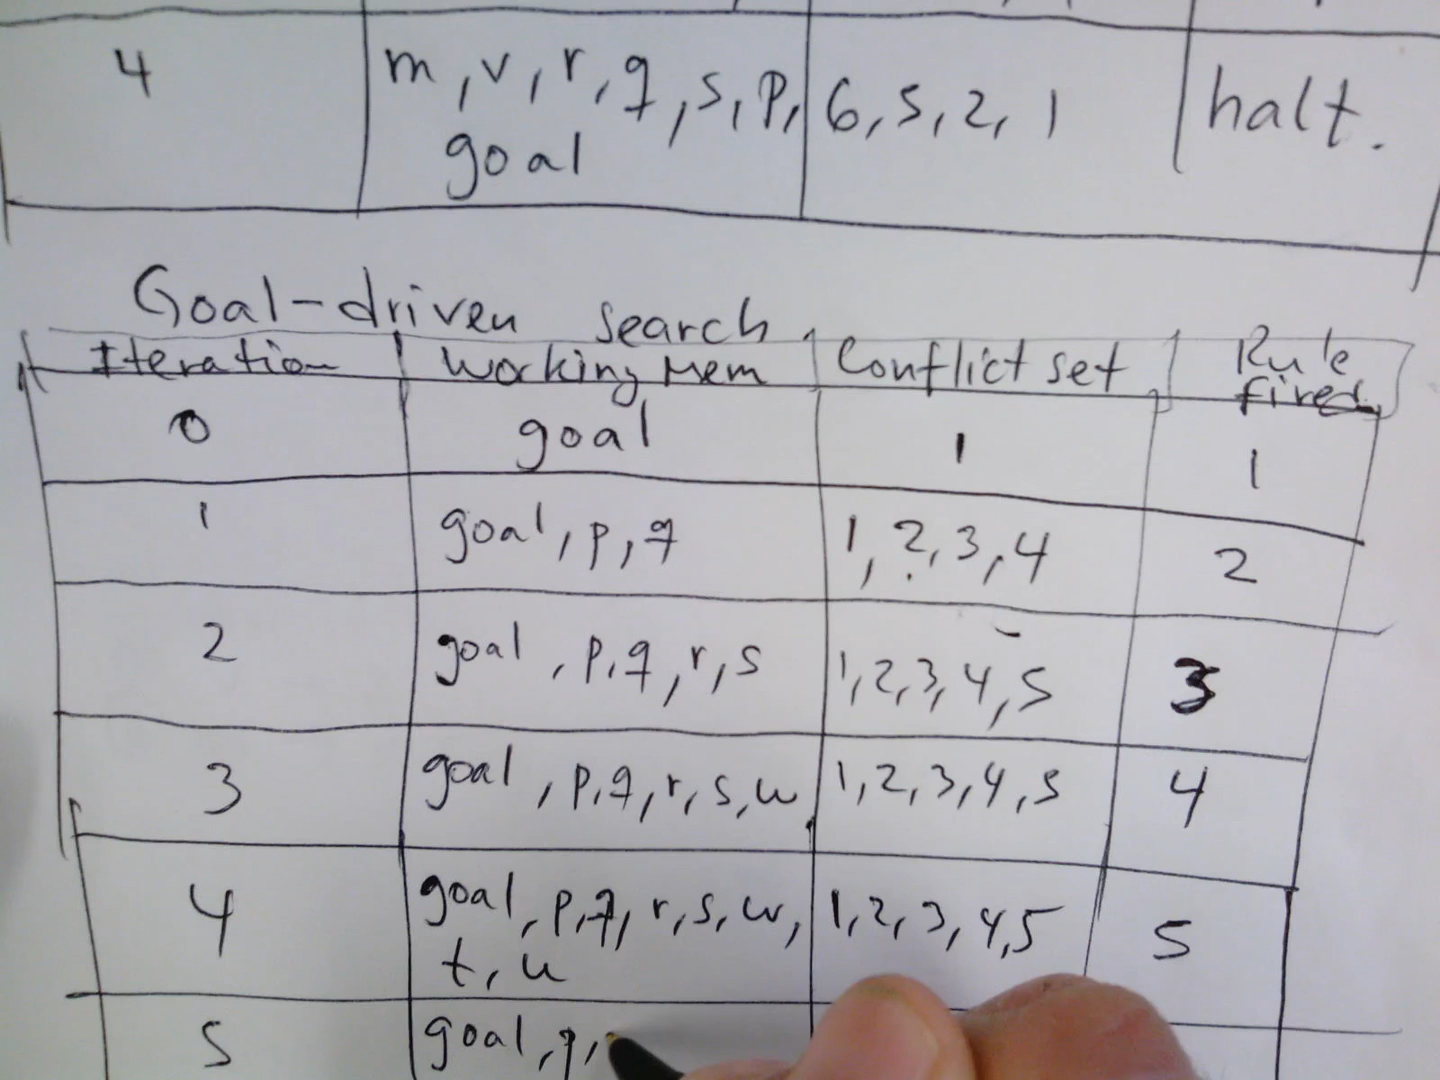 4 m, v, r, q, s, p, 6, 5, 2, 1 halt.
goal
Goal-driven search
Iteration Working Mem Conflict set Rule
fired
0 goal 1 1
1 goal, p, q 1, 2, 3, 4 2
2 goal, p, q, r, s 1, 2, 3, 4, 5 3
3 goal, p, q, r, s, w 1, 2, 3, 4, 5 4
4 goal, p, q, r, s, w, 1, 2, 3, 4, 5 5
t, u
5 goal, p,